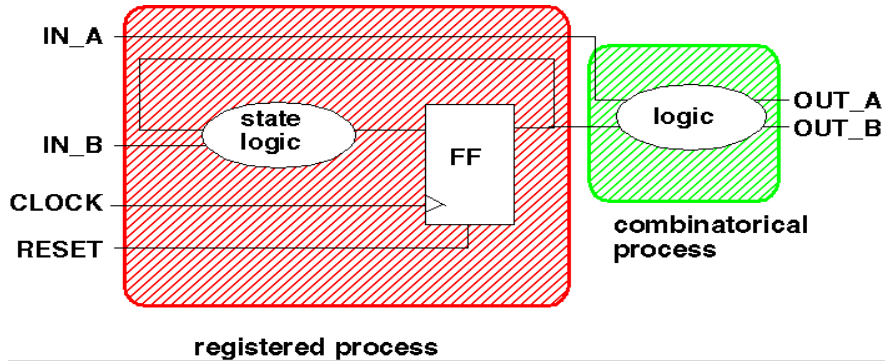 IN_A
IN_B
CLOCK
RESET
state
logic
FF
logic
OUT_A
OUT_B
combinatorical
process
registered process